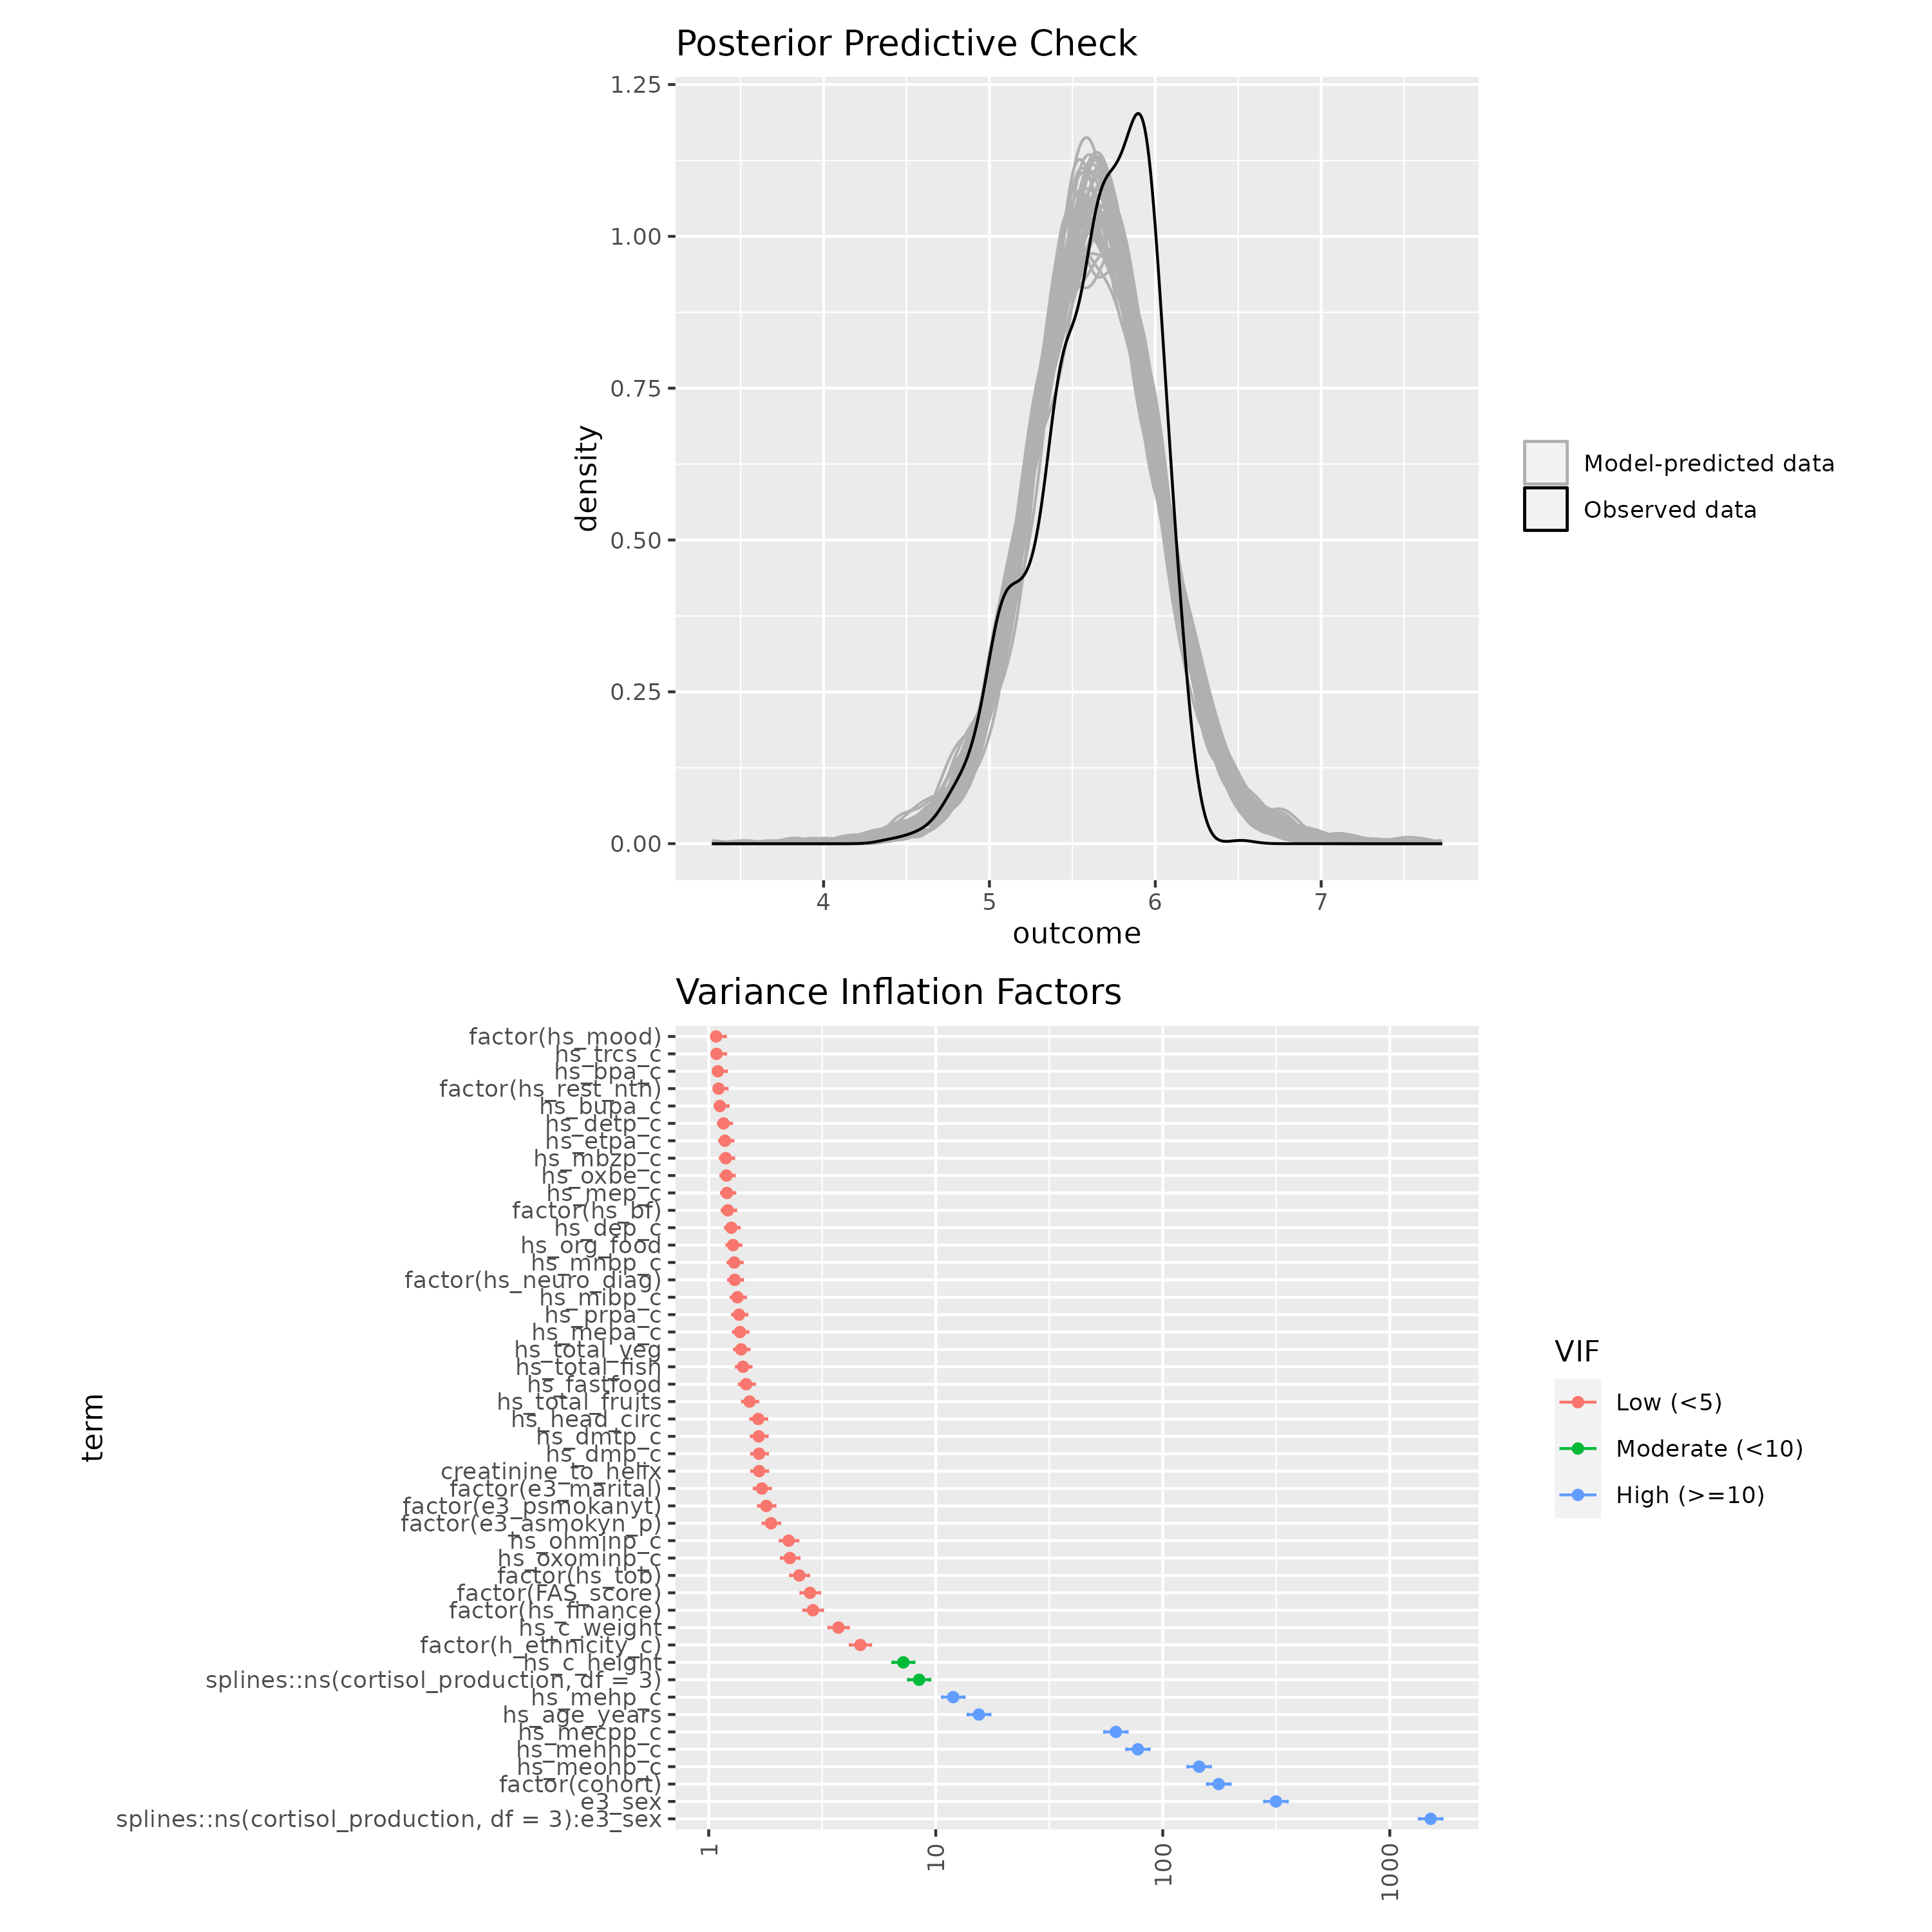 Posterior Predictive Check
1.25
1.00
0.75
0.50
0.25
0.00
density
4 5 6 7
outcome
Model-predicted data
Observed data
Variance Inflation Factors
factor(hs_mood)
hs_trcs_c
hs_bpa_c
factor(hs_rest_nth)
hs_bupa_c
hs_detp_c
hs_etpa_c
hs_mbzp_c
hs_oxbe_c
hs_mep_c
factor(hs_bf)
hs_dep_c
hs_org_food
hs_mnbp_c
factor(hs_neuro_diag)
hs_mibp_c
hs_prpa_c
hs_mepa_c
hs_total_veg
hs_total_fish
hs_fastfood
hs_total_fruits
hs_head_circ
hs_dmtp_c
hs_dmp_c
creatinine_to_helix
factor(e3_marital)
factor(e3_psmokanyt)
factor(e3_asmokyn_p)
hs_ohminp_c
hs_oxominp_c
factor(hs_tob)
factor(FAS_score)
factor(hs_finance)
hs_c_weight
factor(h_ethnicity_c)
hs_c_height
splines::ns(cortisol_production, df = 3)
hs_mehp_c
hs_age_years
hs_mecpp_c
hs_mehhp_c
hs_meohp_c
factor(cohort)
e3_sex
splines::ns(cortisol_production, df = 3):e3_sex
term
1 10 100 1000
VIF
Low (<5)
Moderate (<10)
High (>=10)